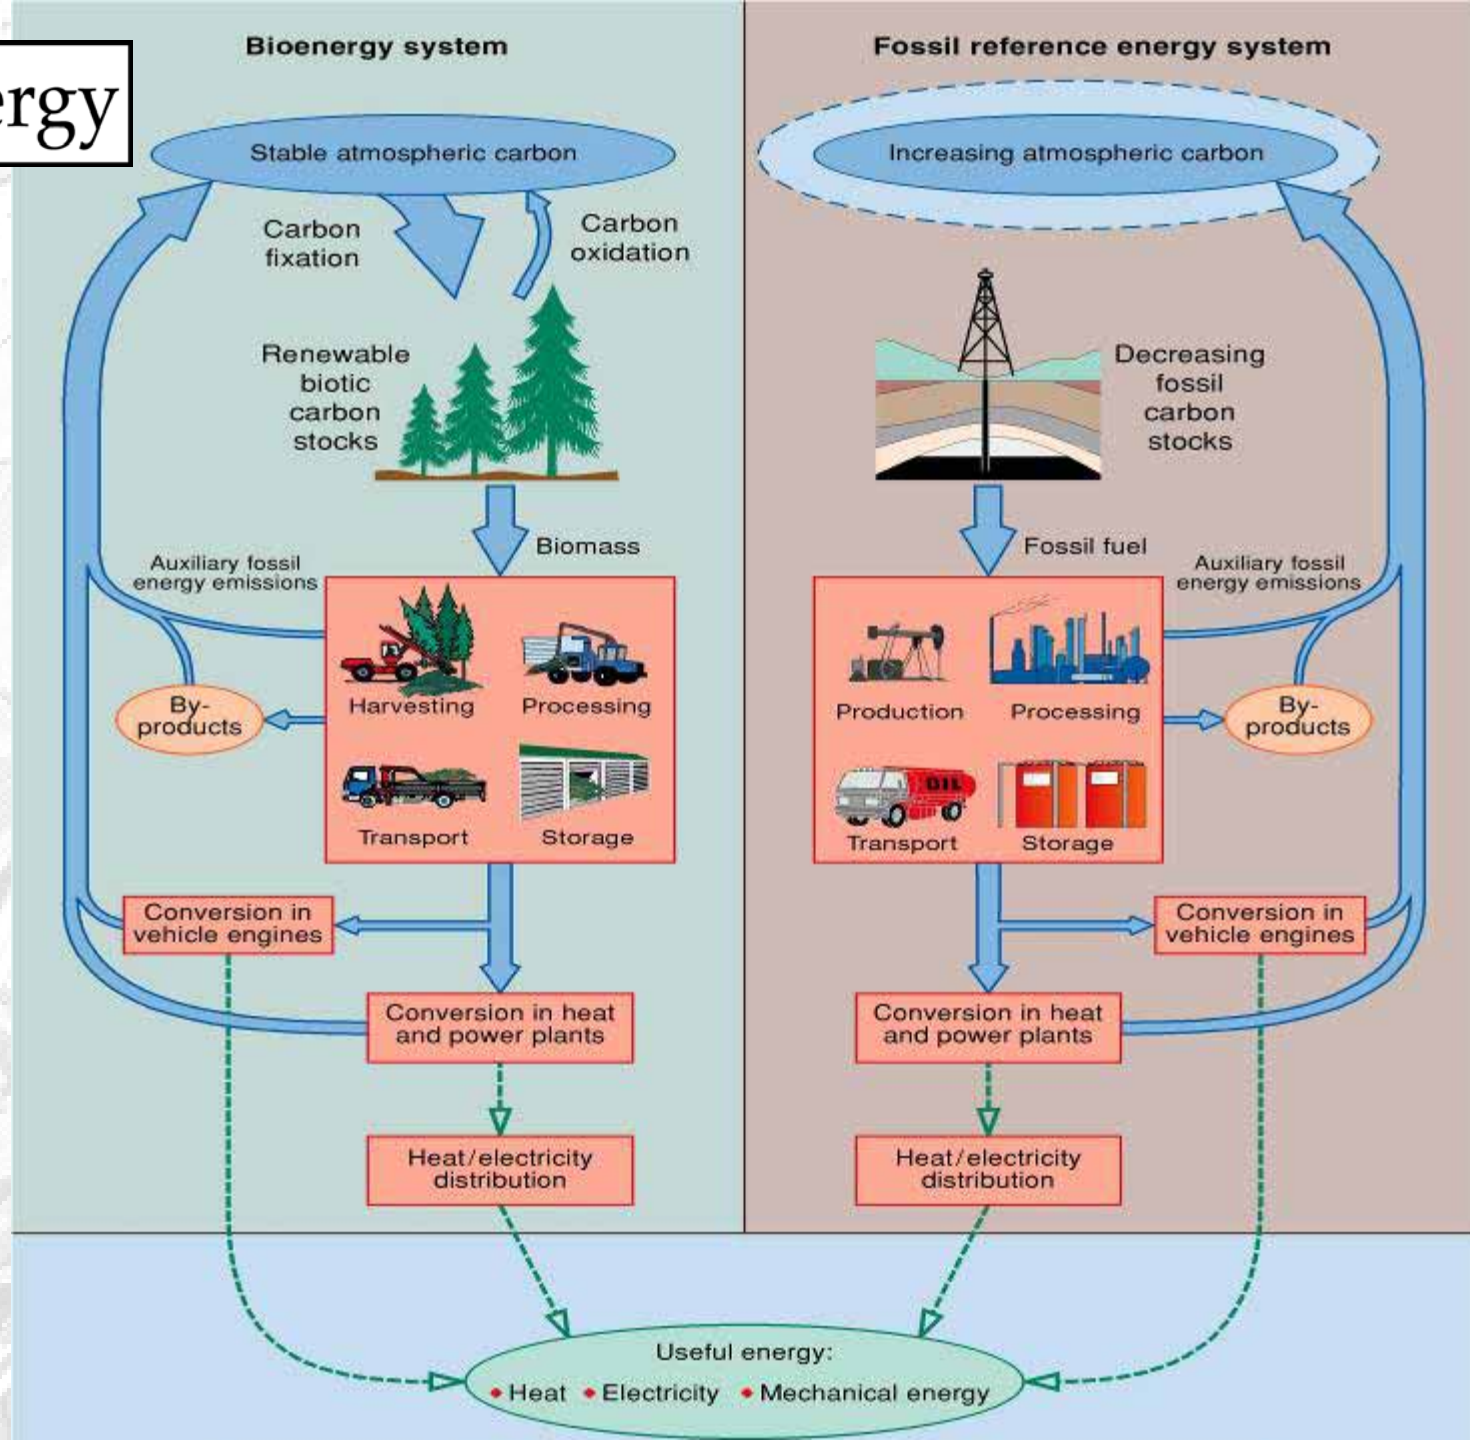 ergy
Bioenergy system
Stable atmospheric carbon
Carbon
fixation
Carbon
oxidation
Renewable
biotic
carbon
stocks
Biomass
Auxiliary fossil
energy emissions
Harvesting
Processing
By-
products
Transport
Storage
Conversion in
vehicle engines
Conversion in heat
and power plants
Heat/electricity
distribution
Fossil reference energy system
Increasing atmospheric carbon
Decreasing
fossil
carbon
stocks
Fossil fuel
Auxiliary fossil
energy emissions
Production
Processing
By-
products
OIL
Transport
Storage
Conversion in
vehicle engines
Conversion in heat
and power plants
Heat/electricity
distribution
Useful energy:
Heat Electricity Mechanical energy